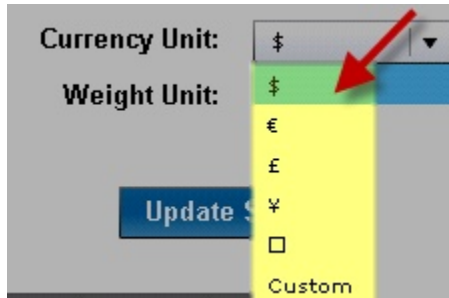 Currency Unit: $
Weight Unit:
$
€
£
¥
□
Custom
Update S